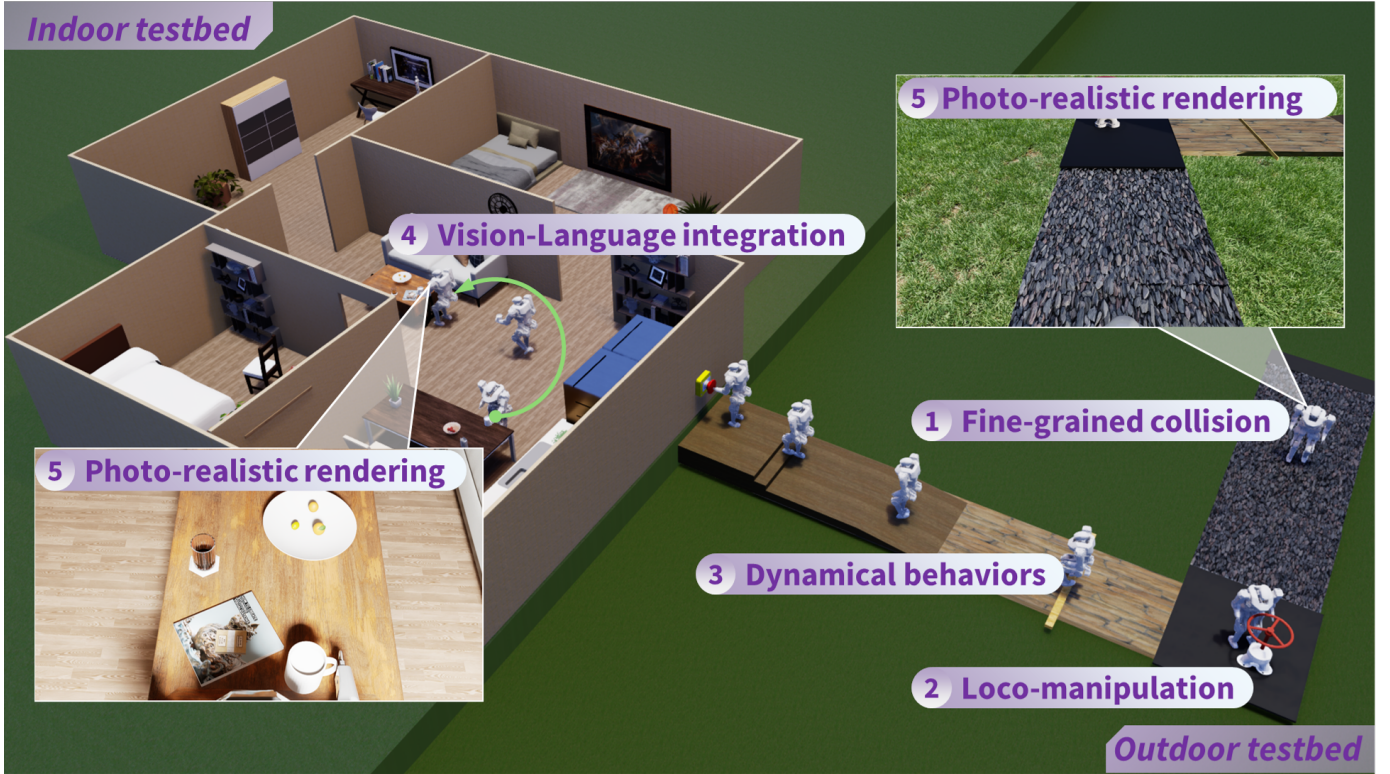 Indoor testbed
5 Photo-realistic rendering
4 Vision-Language integration
1 Fine-grained collision
5 Photo-realistic rendering
3 Dynamical behaviors
2 Loco-manipulation
Outdoor testbed